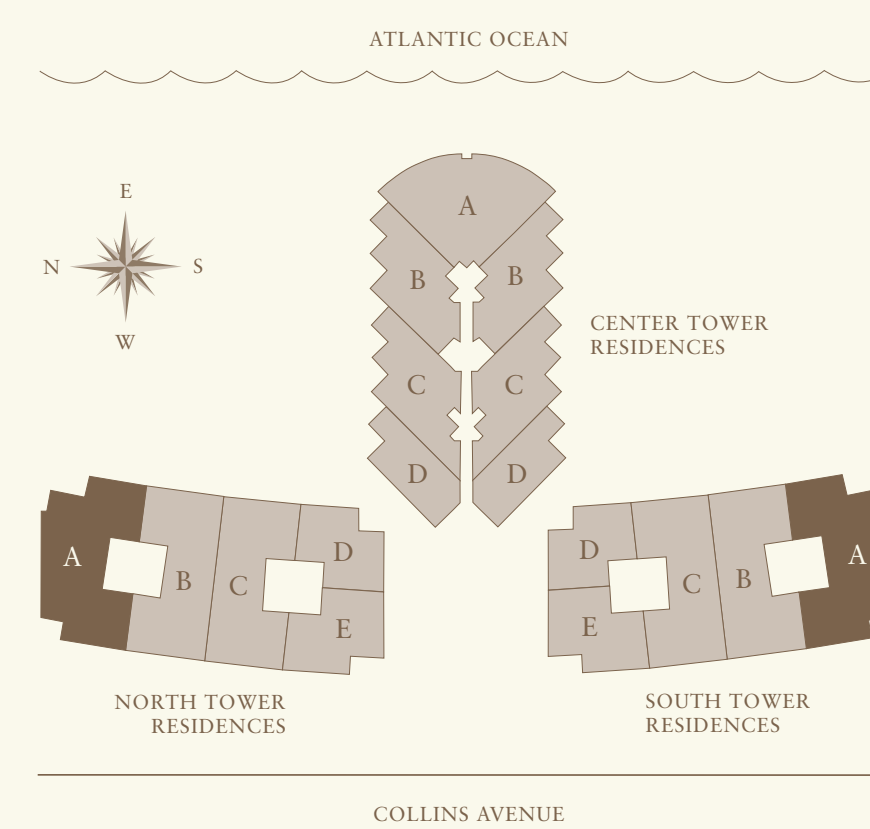 ATLANTIC OCEAN
E
N
S
W
A
B
B
C
C
D
D
CENTER TOWER
RESIDENCES
A
B
C
D
E
D
E
C
B
A
NORTH TOWER
RESIDENCES
SOUTH TOWER
RESIDENCES
COLLINS AVENUE